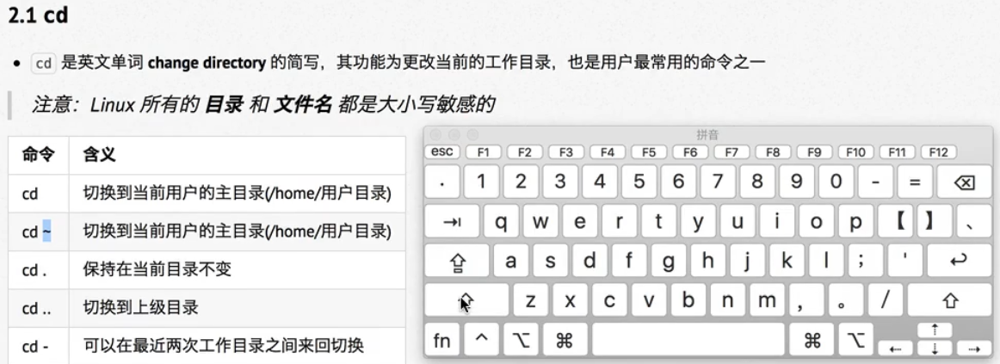 2.1 cd
cd 是英文单词 change directory 的简写，其功能为更改当前的工作目录，也是用户最常用的命令之一
注意：Linux 所有的 目录 和 文件名 都是大小写敏感的
命令 含义
cd 切换到当前用户的主目录(/home/用户目录)
cd ~ 切换到当前用户的主目录(/home/用户目录)
cd . 保持在当前目录不变
cd .. 切换到上级目录
cd - 可以在最近两次工作目录之间来回切换
拼音
esc F1 F2 F3 F4 F5 F6 F7 F8 F9 F10 F11 F12
· 1 2 3 4 5 6 7 8 9 0 - =
q w e r t y u i o p 【 】 、
a s d f g h j k l ; '
z x c v b n m , 。 /
fn ^ ⌥ ⌘ ⌘ ⌥